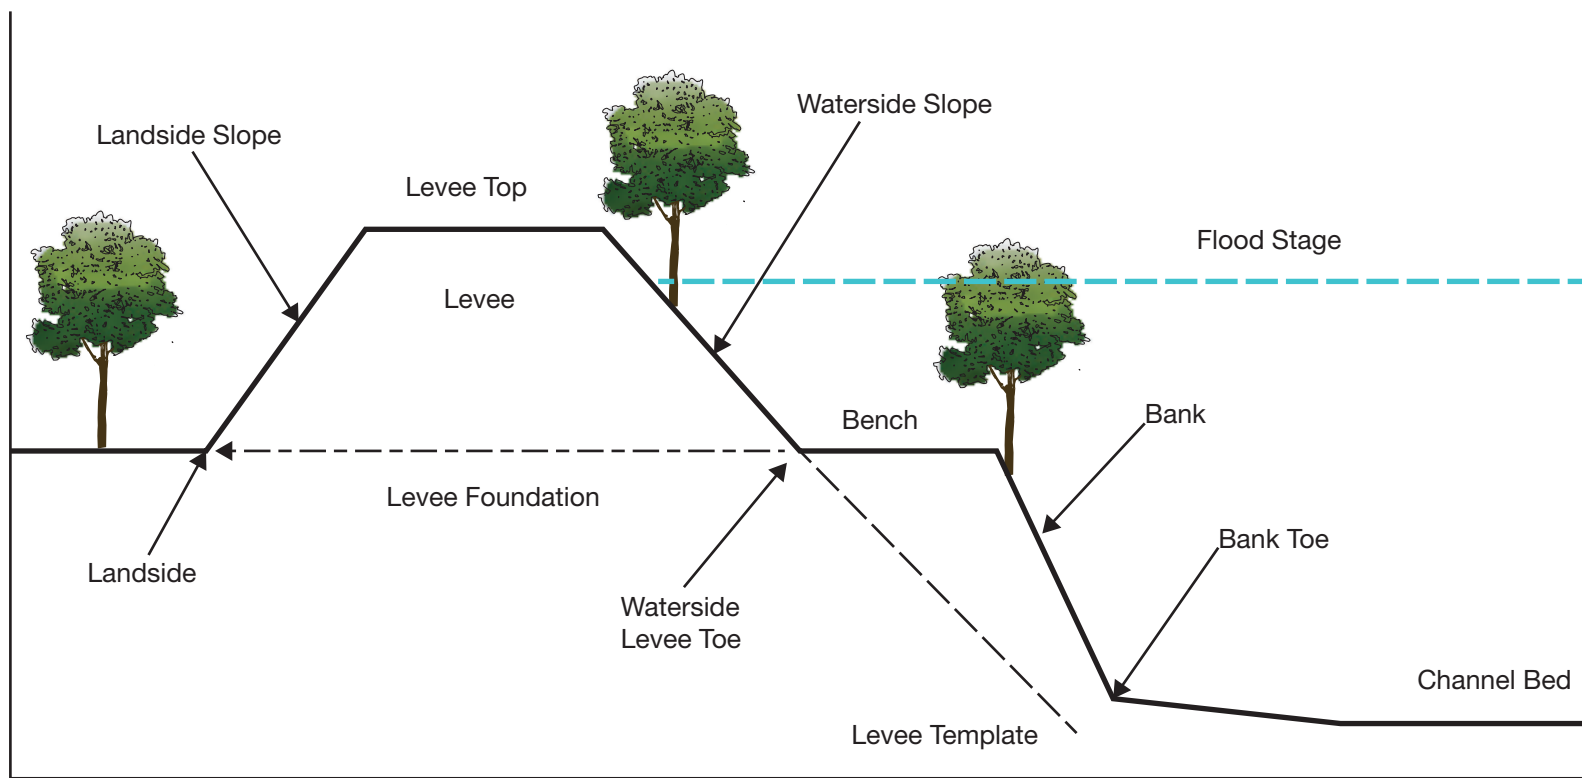 Waterside Slope
Landside Slope
Levee Top
Flood Stage
Levee
Bench
Bank
Levee Foundation
Bank Toe
Landside
Waterside
Levee Toe
Channel Bed
Levee Template